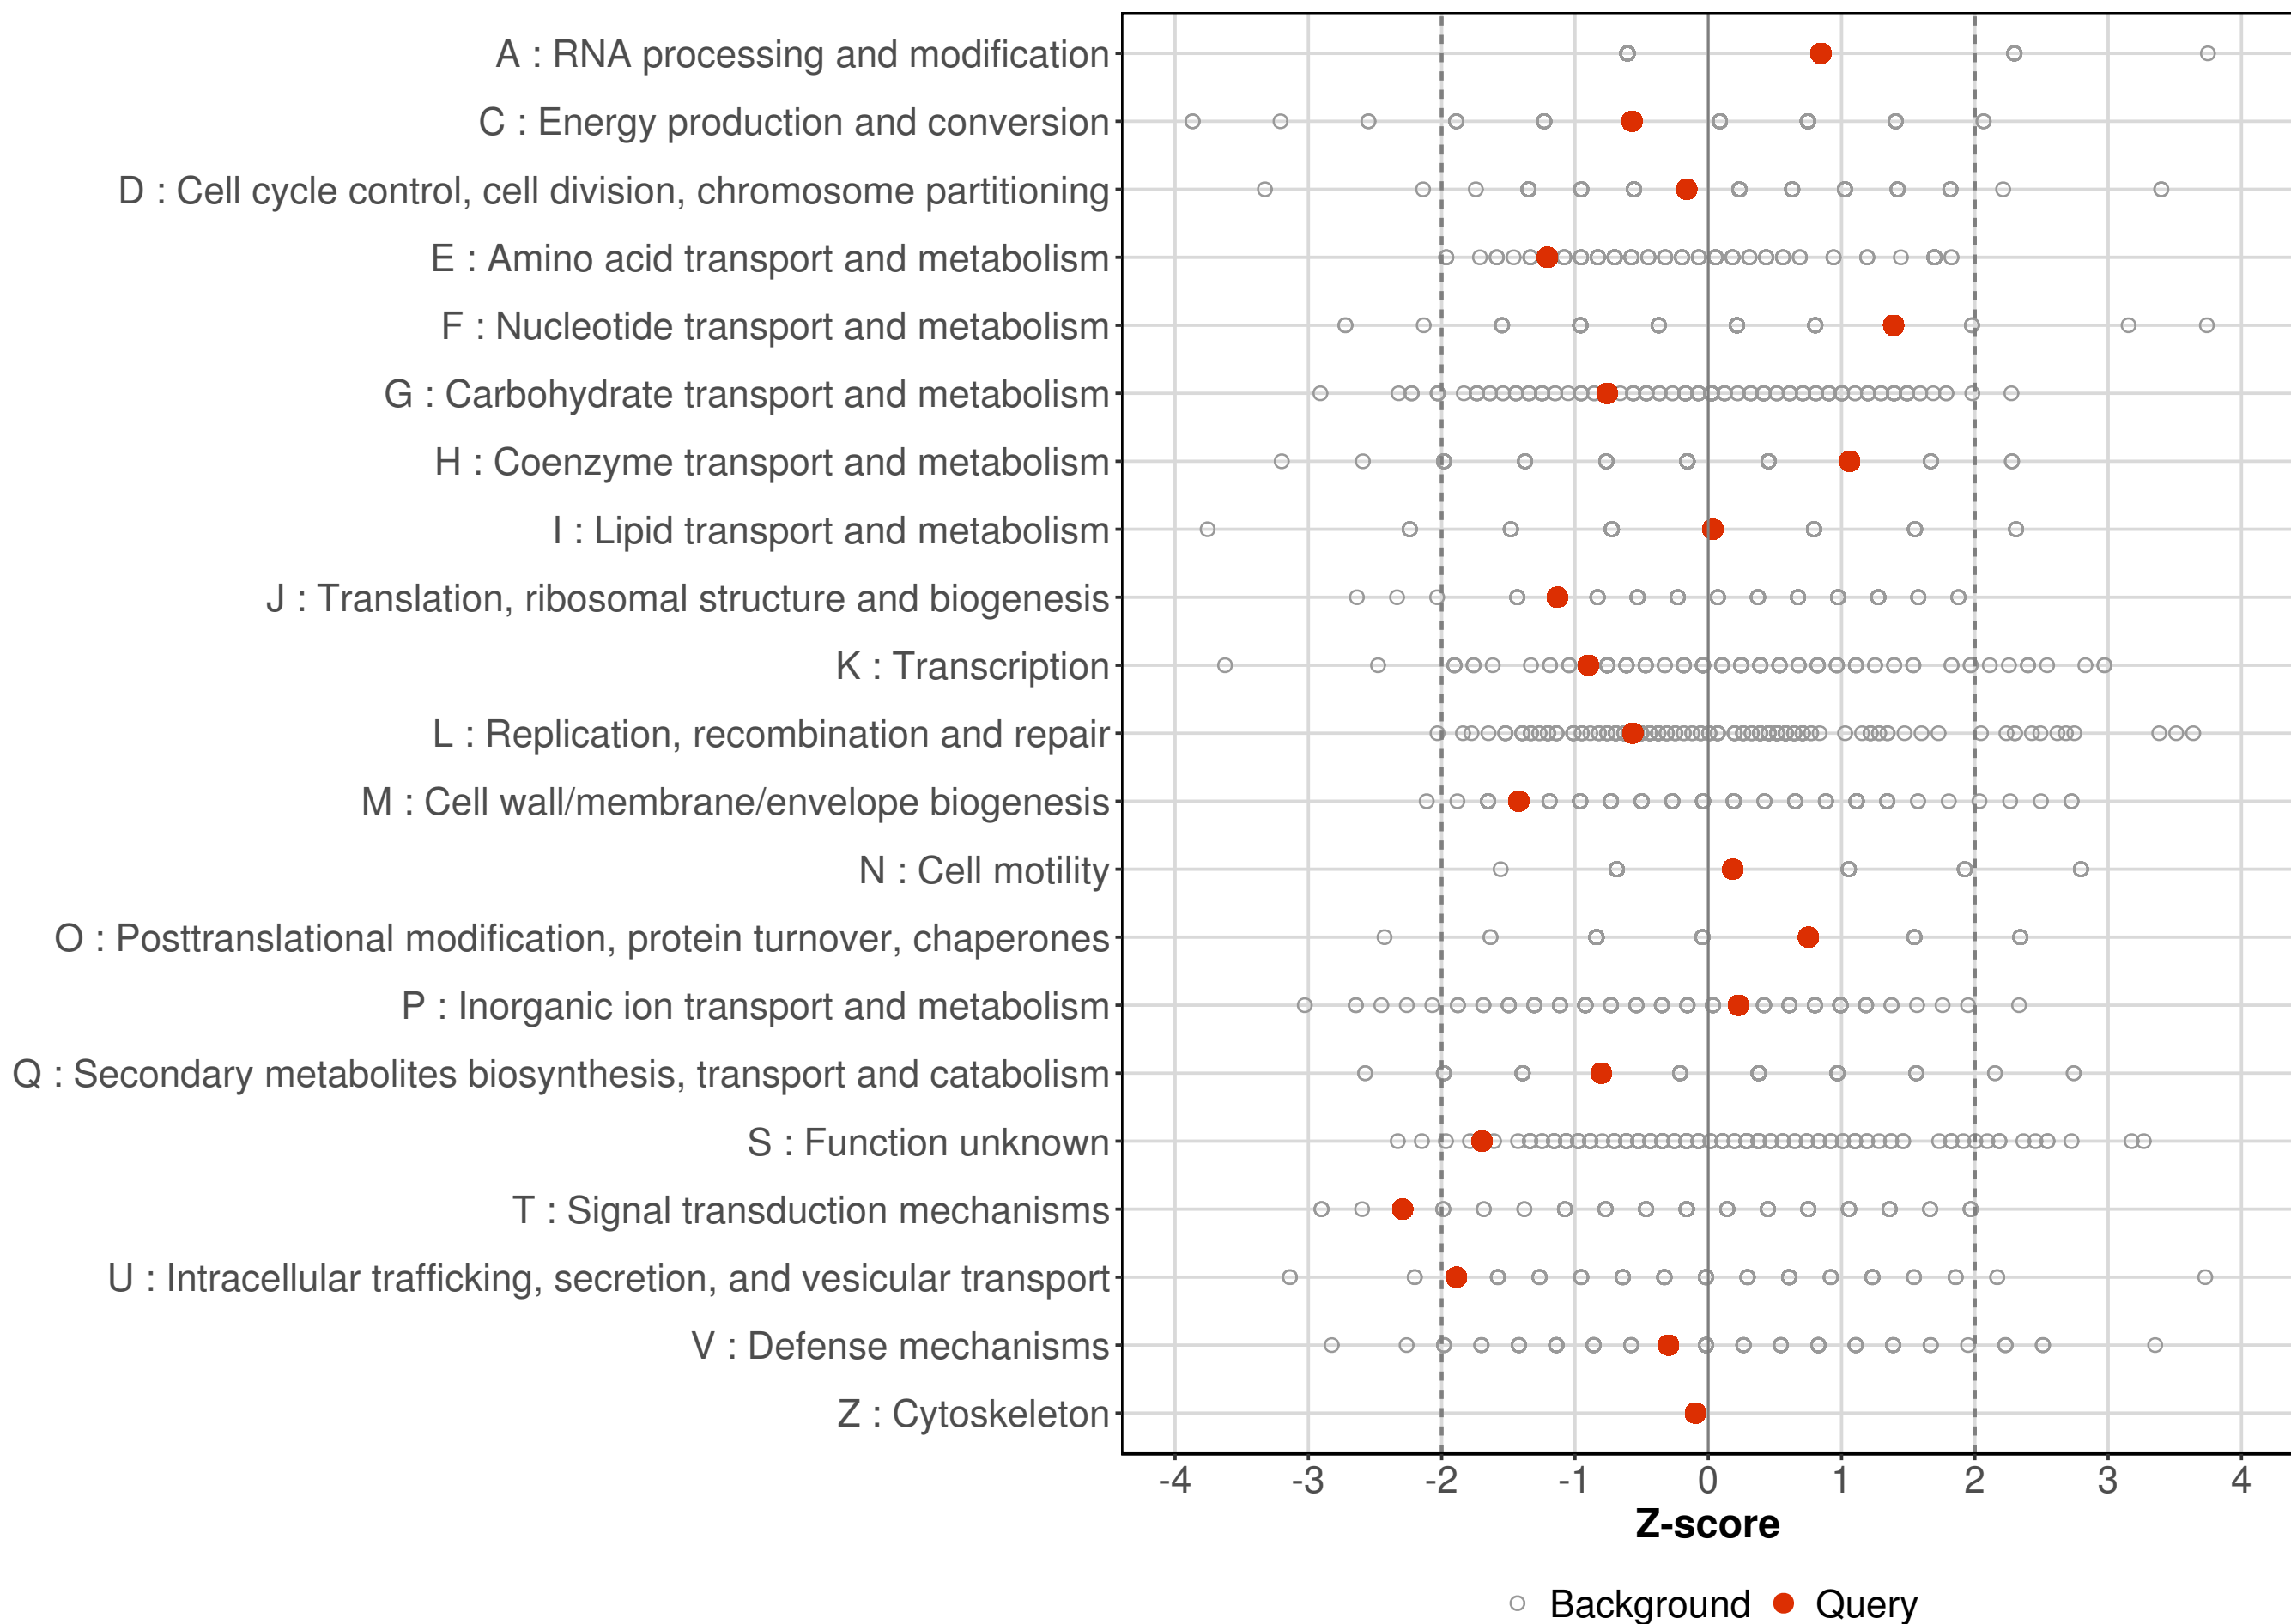 A : RNA processing and modification
C : Energy production and conversion
D : Cell cycle control, cell division, chromosome partitioning
E : Amino acid transport and metabolism
F : Nucleotide transport and metabolism
G : Carbohydrate transport and metabolism
H : Coenzyme transport and metabolism
I : Lipid transport and metabolism
J : Translation, ribosomal structure and biogenesis
K : Transcription
L : Replication, recombination and repair
M : Cell wall/membrane/envelope biogenesis
N : Cell motility
O : Posttranslational modification, protein turnover, chaperones
P : Inorganic ion transport and metabolism
Q : Secondary metabolites biosynthesis, transport and catabolism
S : Function unknown
T : Signal transduction mechanisms
U : Intracellular trafficking, secretion, and vesicular transport
V : Defense mechanisms
Z : Cytoskeleton
-4 -3 -2 -1 0 1 2 3 4
Z-score
Background Query